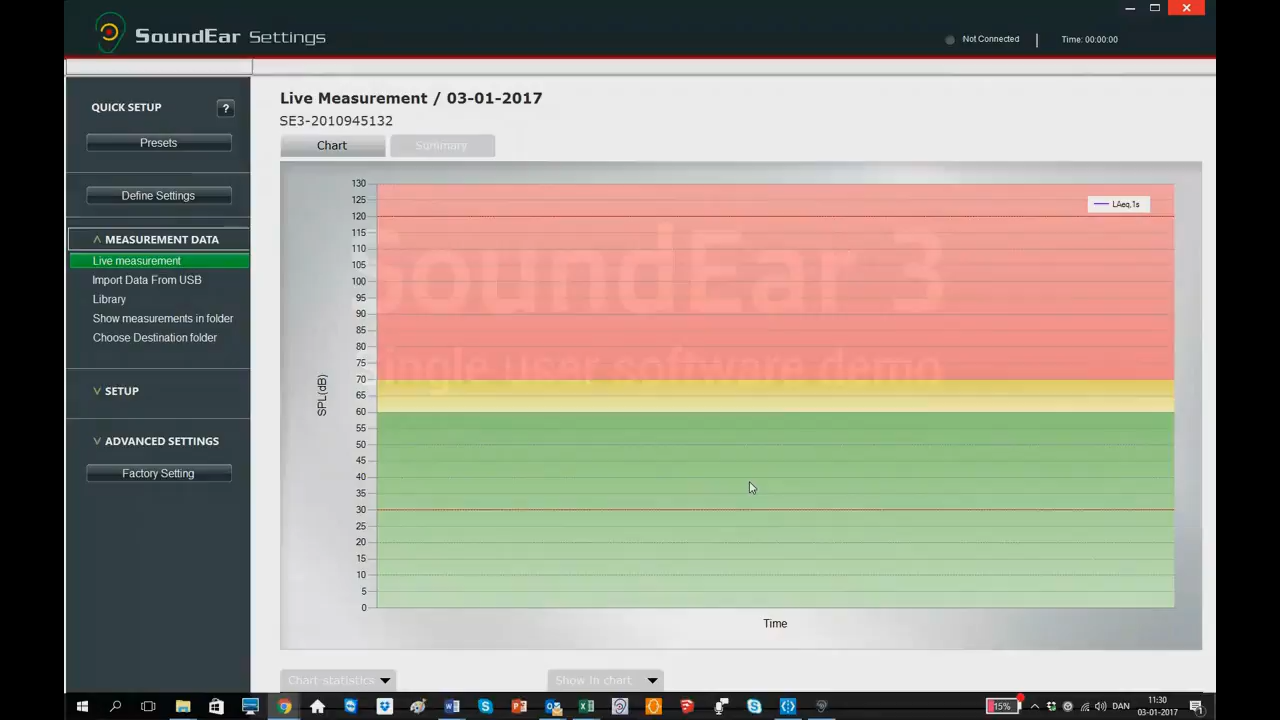 SoundEar Settings
Not Connected
Time: 00:00:00
QUICK SETUP
?
Presets
Define Settings
MEASUREMENT DATA
Live measurement
Import Data From USB
Library
Show measurements in folder
Choose Destination folder
SETUP
ADVANCED SETTINGS
Factory Setting
Live Measurement / 03-01-2017
SE3-2010945132
Chart
Summary
SPL(dB)
130
125
120
115
110
105
100
95
90
85
80
75
70
65
60
55
50
45
40
35
30
25
20
15
10
5
0
LAeq,1s
SoundEar 3
single user software demo
Time
Chart statistics
Show in chart
15%
DAN
11:30
03-01-2017